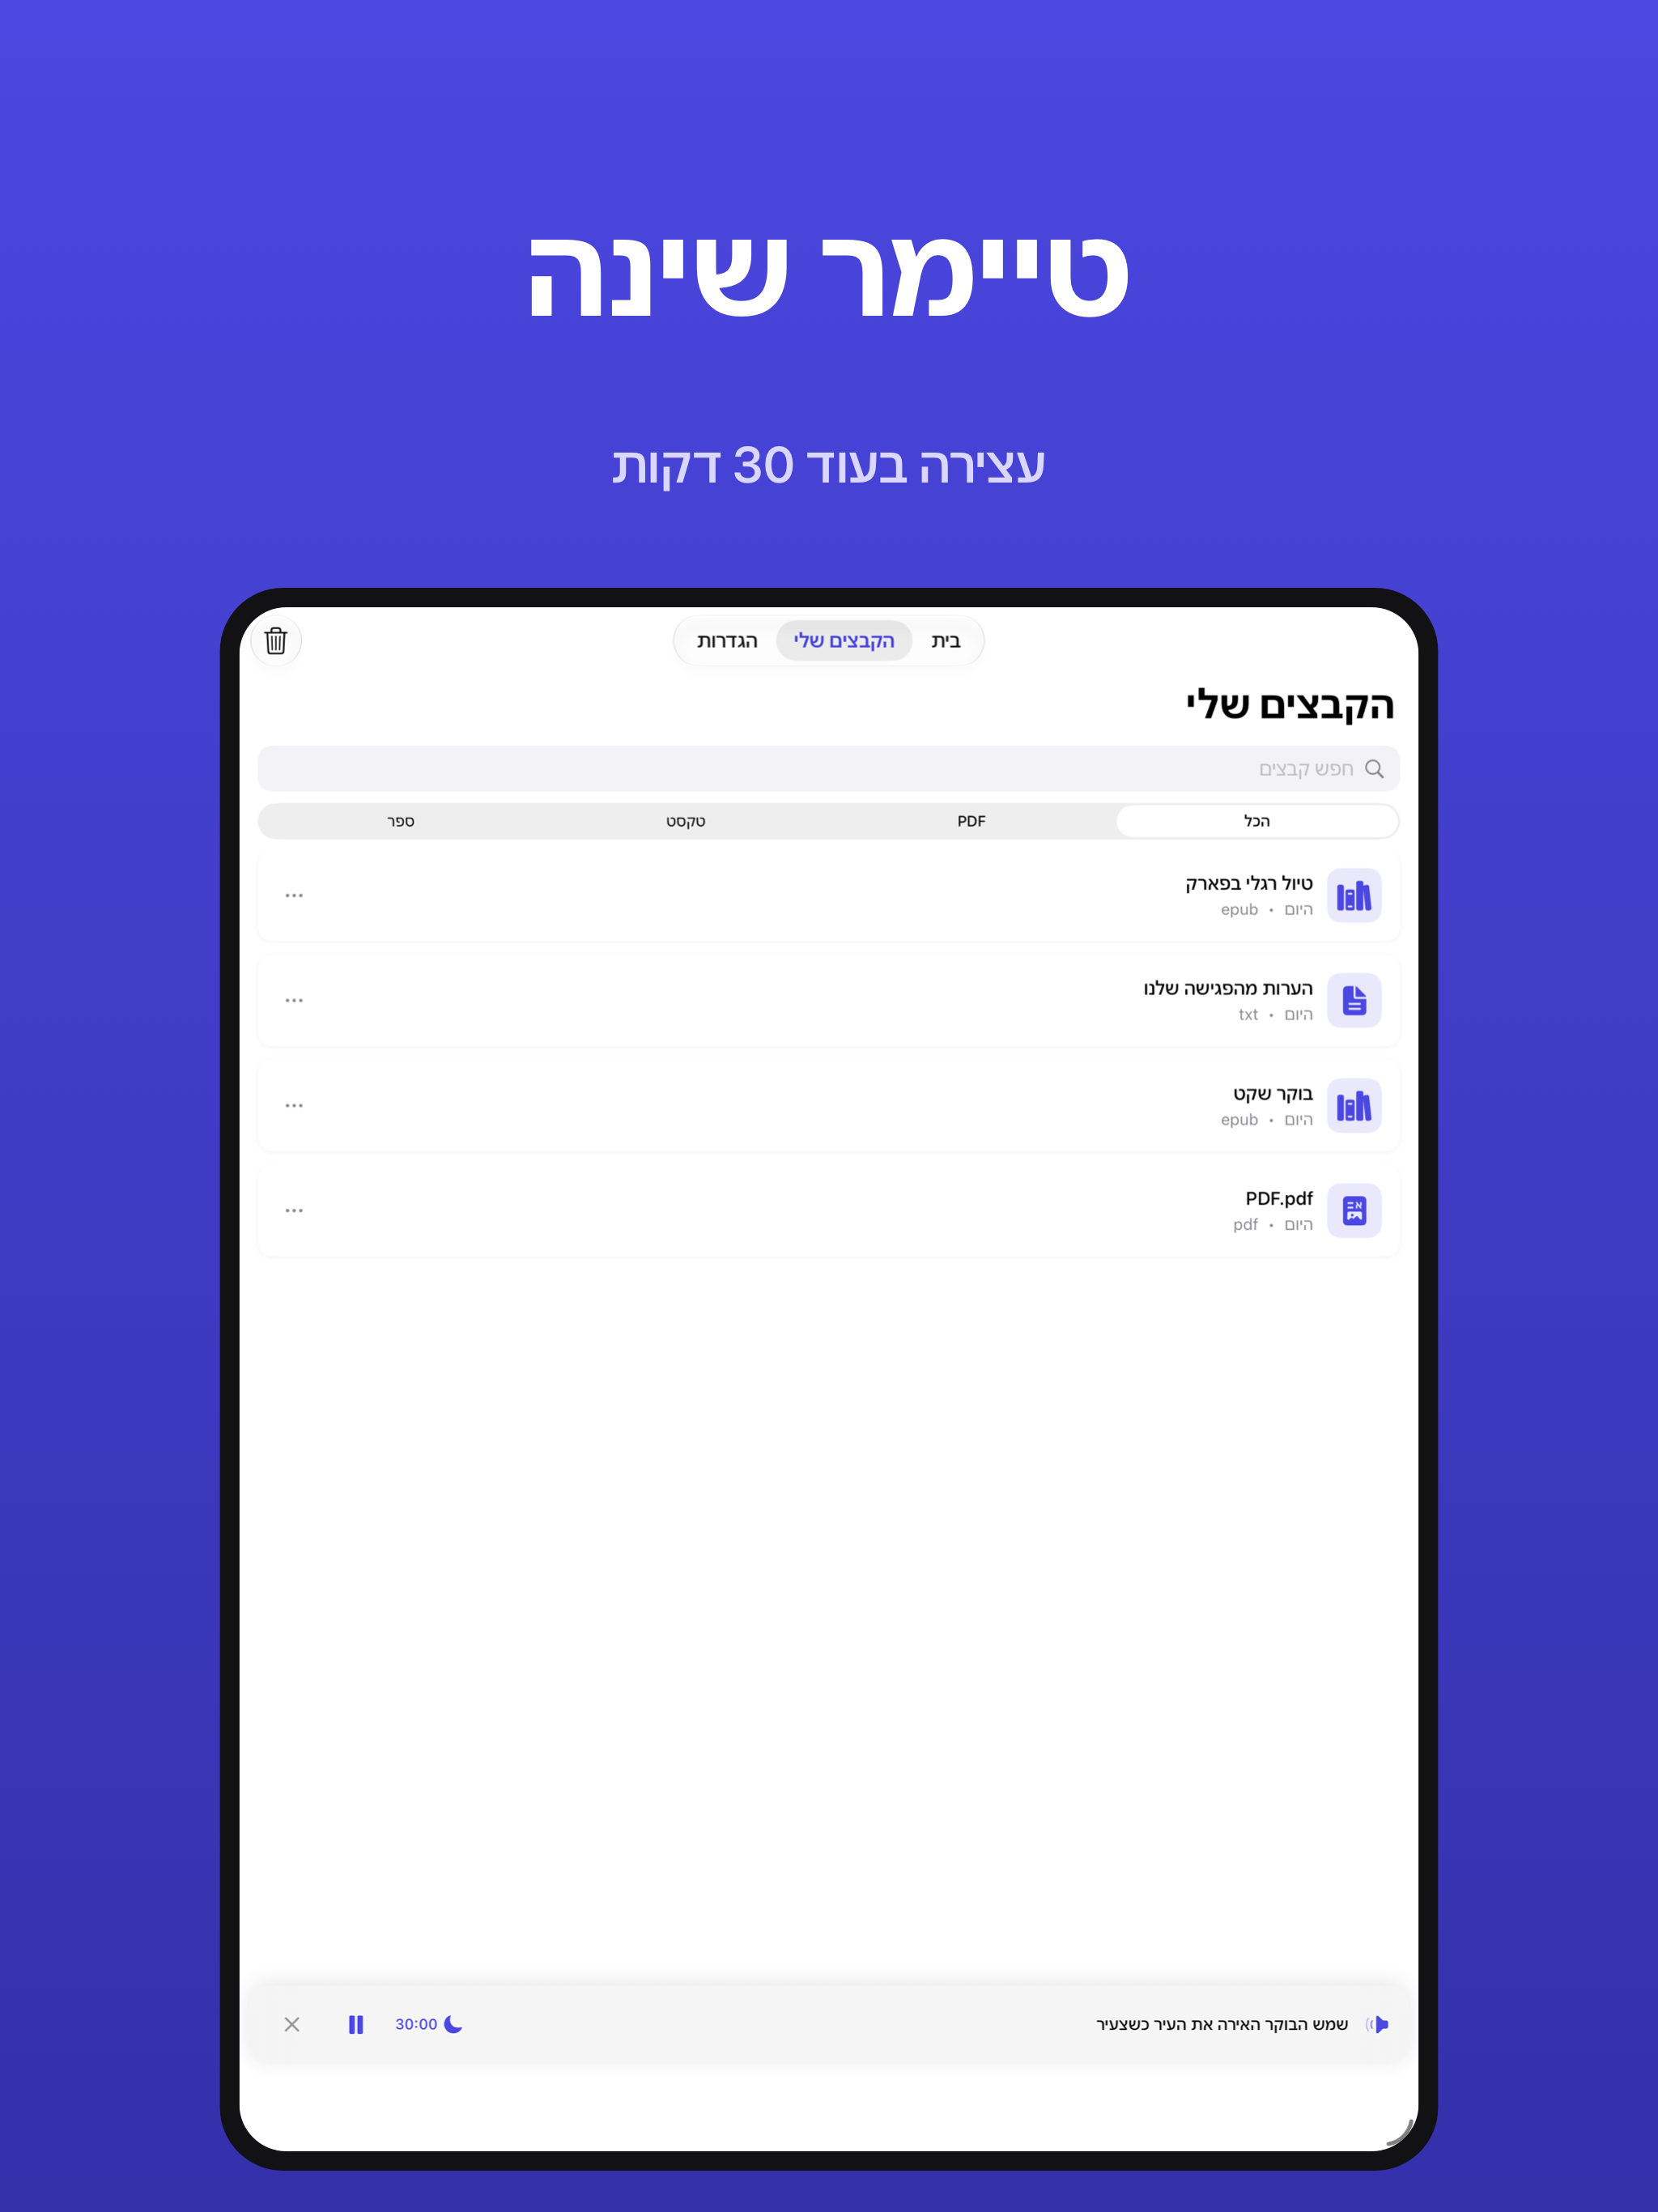 טיימר שינה
עצירה בעוד 30 דקות
בית הקבצים שלי הגדרות
הקבצים שלי
חפש קבצים
הכל PDF טקסט ספר
טיול רגלי בפארק
היום • epub
הערות מהפגישה שלנו
היום • txt
בוקר שקט
היום • epub
PDF.pdf
היום • pdf
שמש הבוקר האירה את העיר כשצעיר 30:00